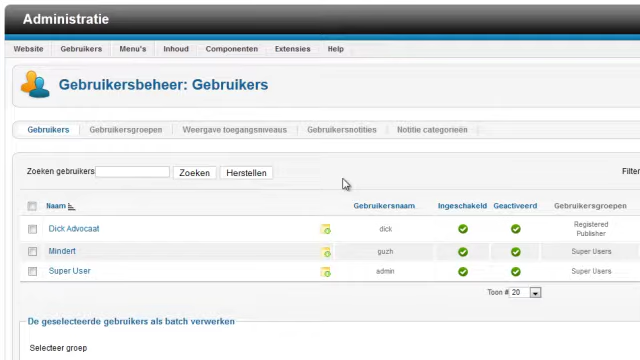 Administratie
Website Gebruikers Menu's Inhoud Componenten Extensies Help
Gebruikersbeheer: Gebruikers
Gebruikers Gebruikersgroepen Weergave toegangsniveaus Gebruikersnotities Notitie categorieën
Zoeken gebruikers Zoeken Herstellen Filter
Naam Gebruikersnaam Ingeschakeld Geactiveerd Gebruikersgroepen
Dick Advocaat dick Registered
Publisher
Mindert guzh Super Users
Super User admin Super Users
Toon # 20
De geselecteerde gebruikers als batch verwerken
Selecteer groep